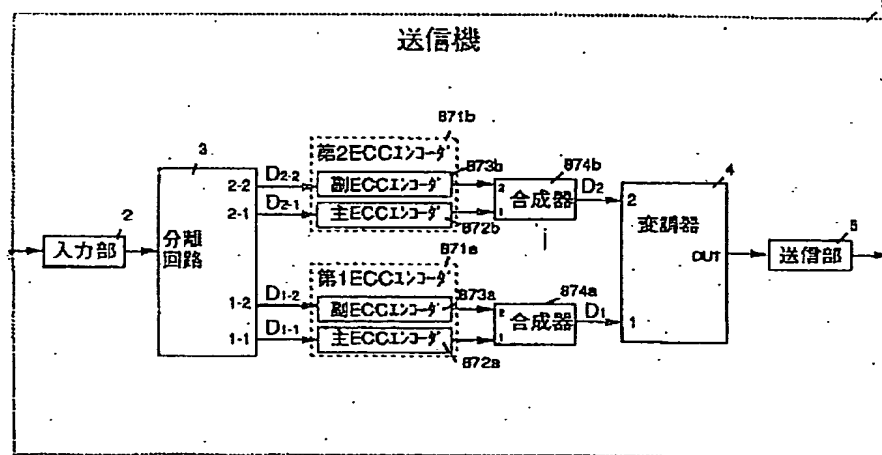 送信機
871b
第2ECCエンコーダ
873b
3
D2-2
2-2
副ECCエンコーダ
874b
D2
4
2
D2-1
2-1
主ECCエンコーダ
2
1
合成器
2
872b
入力部
分離
回路
変調器
OUT
5
送信部
871a
第1ECCエンコーダ
873a
874a
D1-2
1-2
副ECCエンコーダ
2
1
合成器
D1
1
D1-1
1-1
主ECCエンコーダ
872a